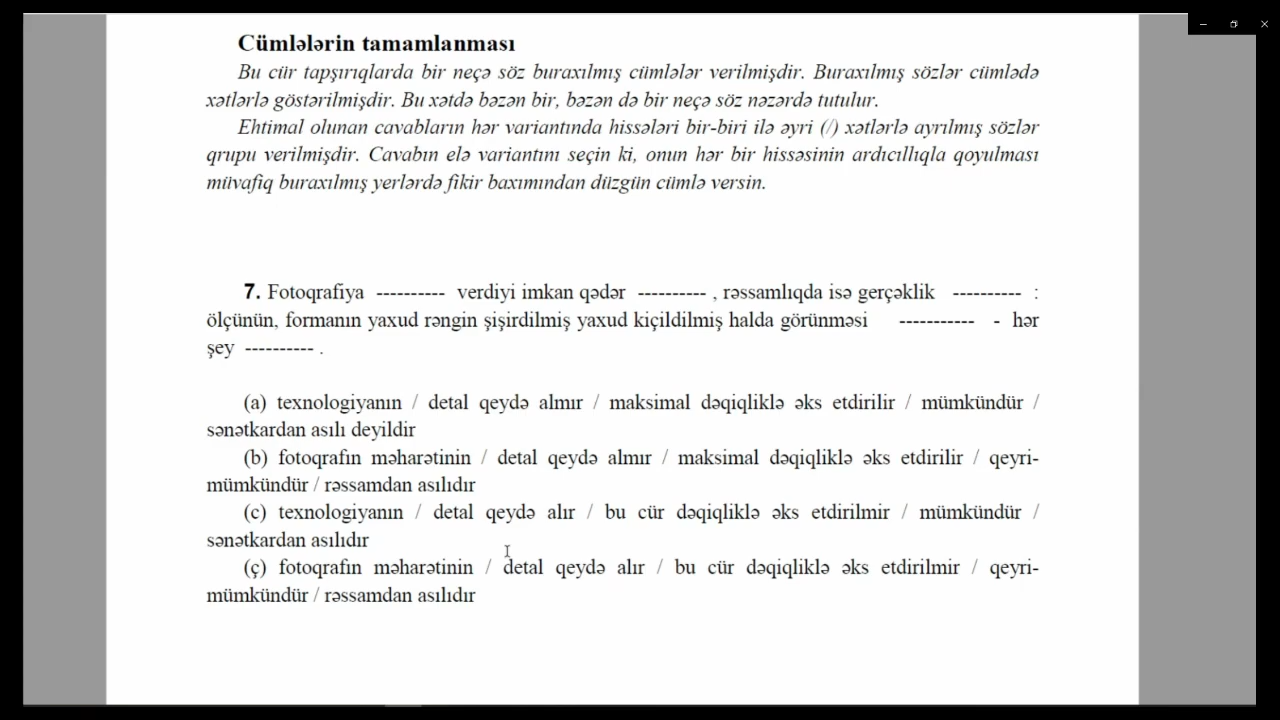 Cümlələrin tamamlanması
Bu cür tapşırıqlarda bir neçə söz buraxılmış cümlələr verilmişdir. Buraxılmış sözlər cümlədə
xətlərlə göstərilmişdir. Bu xətdə bəzən bir, bəzən də bir neçə söz nəzərdə tutulur.
Ehtimal olunan cavabların hər variantında hissələri bir-biri ilə əyri (/) xətlərlə ayrılmış sözlər
qrupu verilmişdir. Cavabın elə variantını seçin ki, onun hər bir hissəsinin ardıcıllıqla qoyulması
müvafiq buraxılmış yerlərdə fikir baxımından düzgün cümlə versin.
7. Fotoqrafiya ---------- verdiyi imkan qədər ---------- , rəssamlıqda isə gerçəklik ---------- :
ölçünün, formanın yaxud rəngin şişirdilmiş yaxud kiçildilmiş halda görünməsi ----------- - hər
şey ---------- .
(a) texnologiyanın / detal qeydə almır / maksimal dəqiqliklə əks etdirilir / mümkündür /
sənətkardan asılı deyildir
(b) fotoqrafın məharətinin / detal qeydə almır / maksimal dəqiqliklə əks etdirilir / qeyri-
mümkündür / rəssamdan asılıdır
(c) texnologiyanın / detal qeydə alır / bu cür dəqiqliklə əks etdirilmir / mümkündür /
sənətkardan asılıdır
(ç) fotoqrafın məharətinin / detal qeydə alır / bu cür dəqiqliklə əks etdirilmir / qeyri-
mümkündür / rəssamdan asılıdır